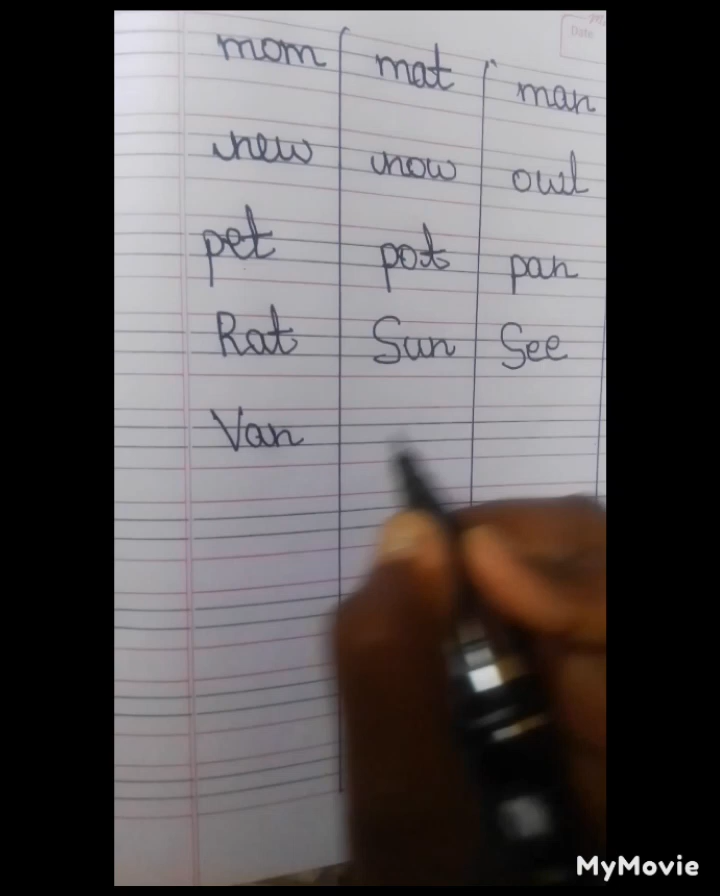 Date
mom mat man
new now owl
pet pot pan
Rat Sun See
Van
MyMovie